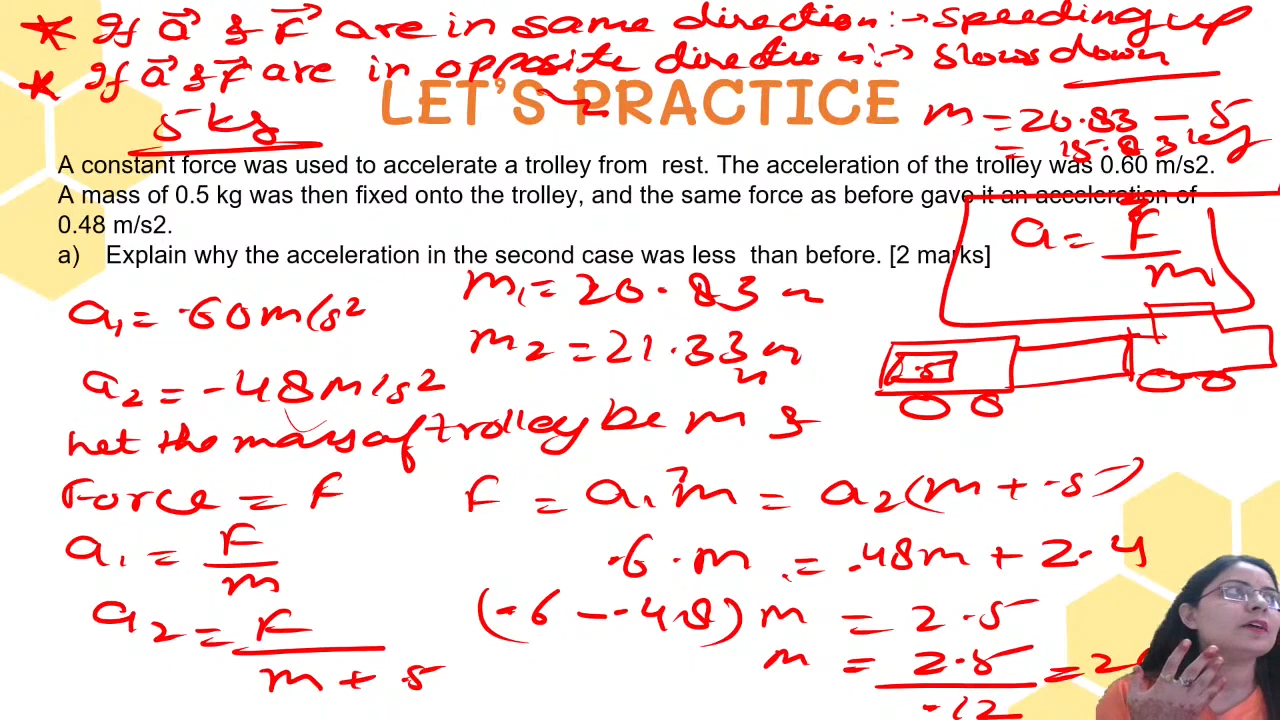 * If a⃗ & F⃗ are in same direction :→ speeding up
* If a⃗ & F⃗ are in opposite direction :→ slows down
LET'S PRACTICE
5 kg
m = 20.83 - 5
= 15.83 kg
A constant force was used to accelerate a trolley from rest. The acceleration of the trolley was 0.60 m/s2.
A mass of 0.5 kg was then fixed onto the trolley, and the same force as before gave it an acceleration of
0.48 m/s2.
a) Explain why the acceleration in the second case was less than before. [2 marks]
a = F/m
a₁ = .60 m/s²
m₁ = 20.83
m₂ = 21.33
a₂ = .48 m/s²
Let the mass of trolley be m &
Force = F
F = a₁ m = a₂ (m + .5)
a₁ = F/m
.6 . m = .48m + 2.4
a₂ = F/(m + .5)
(.6 - .48) m = 2.5
m = 2.5/.12 =